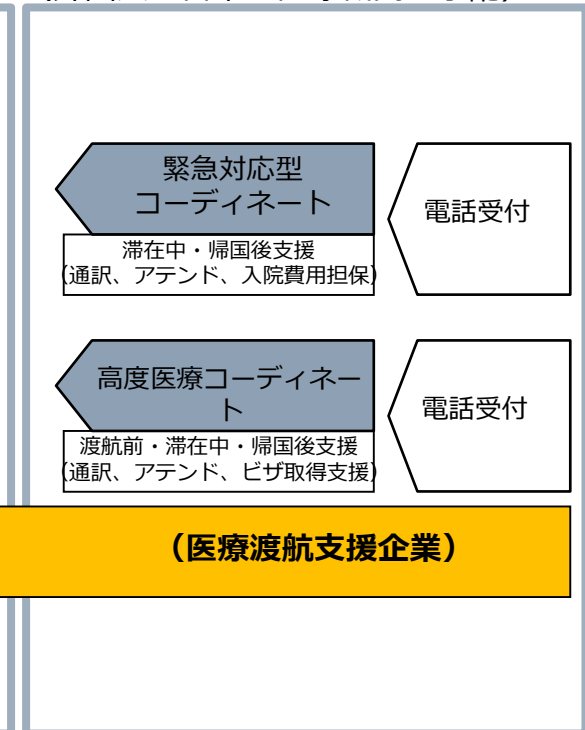 緊急対応型
コーディネート
電話受付
滞在中・帰国後支援
(通訳、アテンド、入院費用担保)
高度医療コーディネー
ト
電話受付
渡航前・滞在中・帰国後支援
(通訳、アテンド、ビザ取得支援)
（医療渡航支援企業）